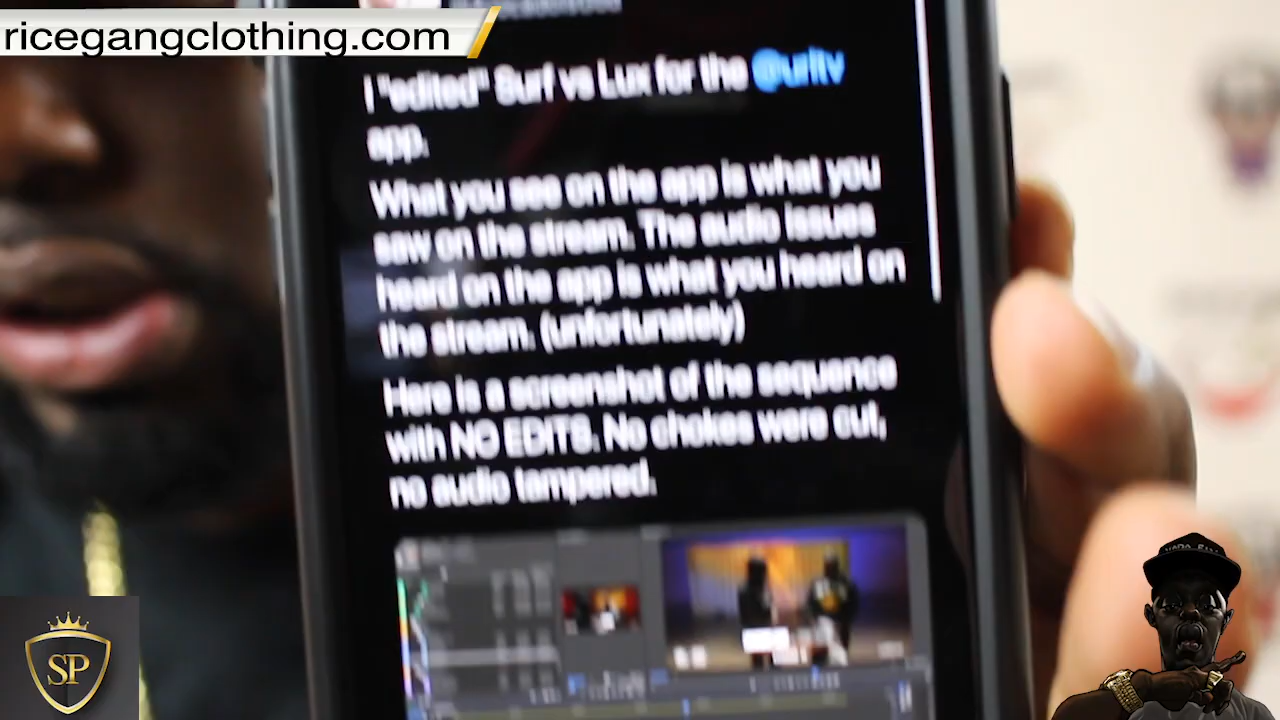 ricegangclothing.com
I "edited" Surf vs Lux for the @urltv
app.
What you see on the app is what you
saw on the stream. The audio issues
heard on the app is what you heard on
the stream. (unfortunately)
Here is a screenshot of the sequence
with NO EDITS. No chokes were cut,
no audio tampered.
SP